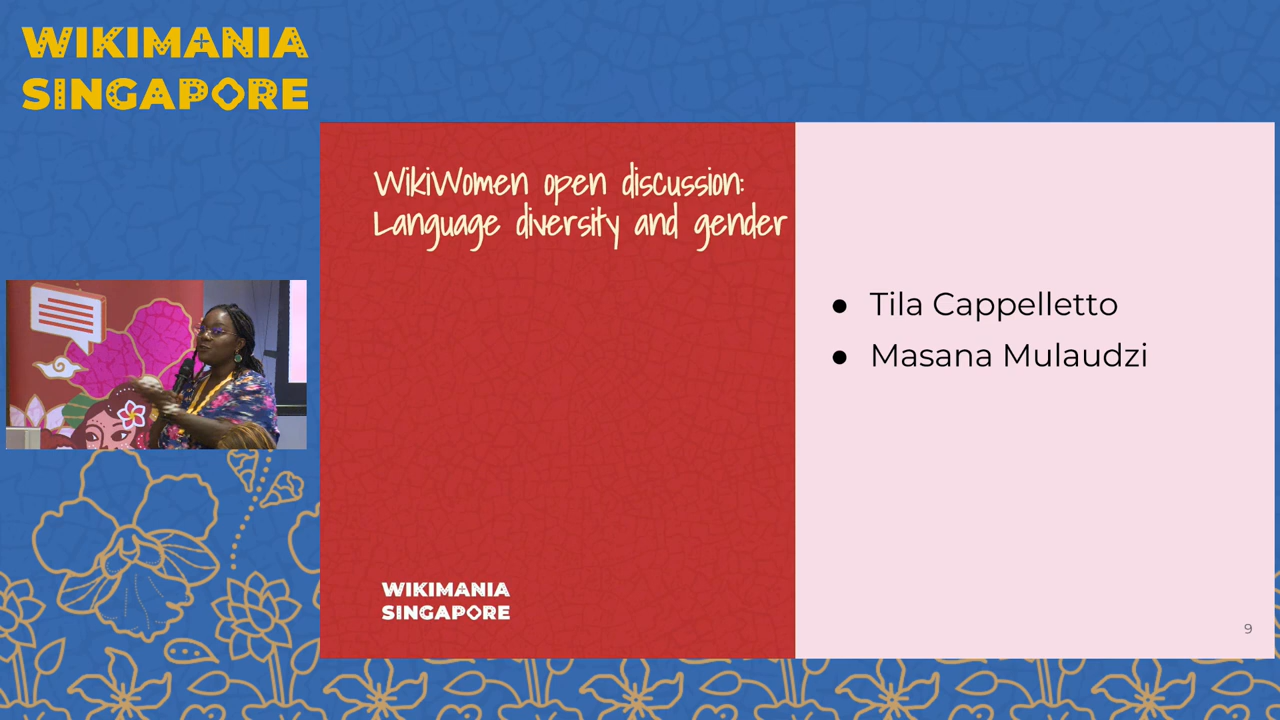 WIKIMANIA
SINGAPORE
WikiWomen open discussion:
Language diversity and gender
Tila Cappelletto
Masana Mulaudzi
WIKIMANIA
SINGAPORE
9